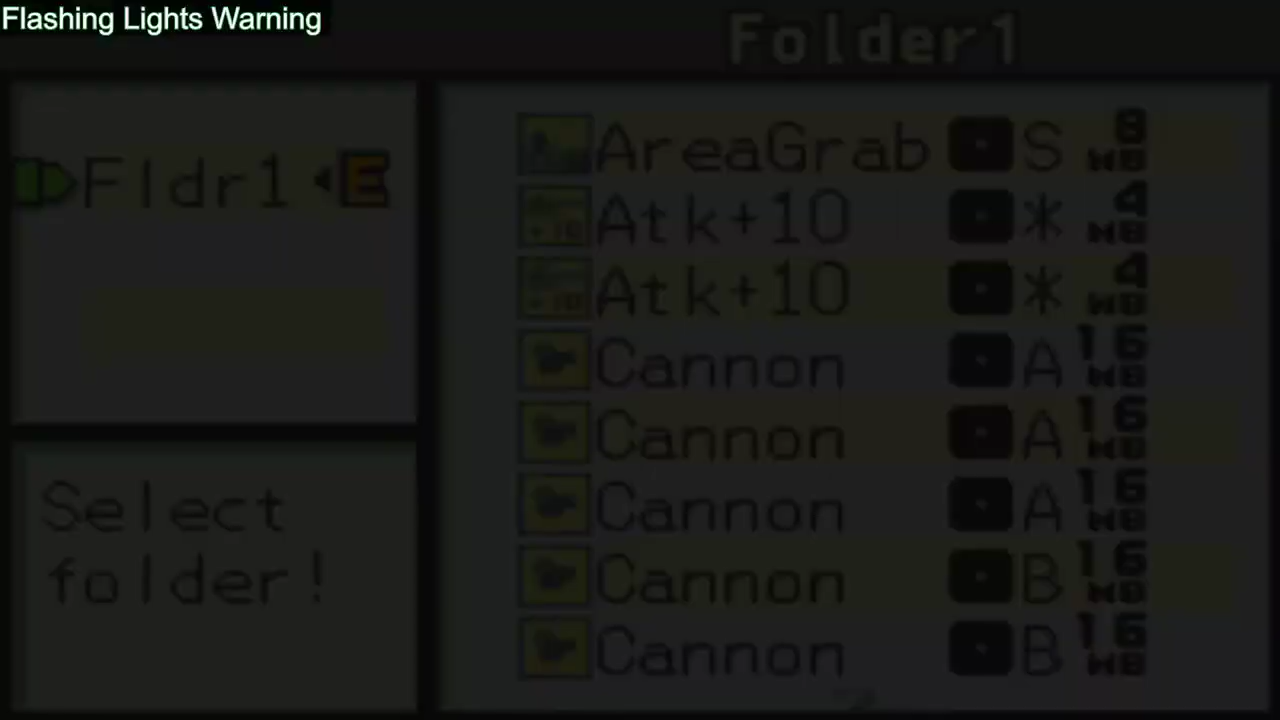 Flashing Lights Warning
Folder1
Fldr1 E
Select
folder!
AreaGrab S 8 MB
Atk+10 * 4 MB
Atk+10 * 4 MB
Cannon A 16 MB
Cannon A 16 MB
Cannon A 16 MB
Cannon B 16 MB
Cannon B 16 MB